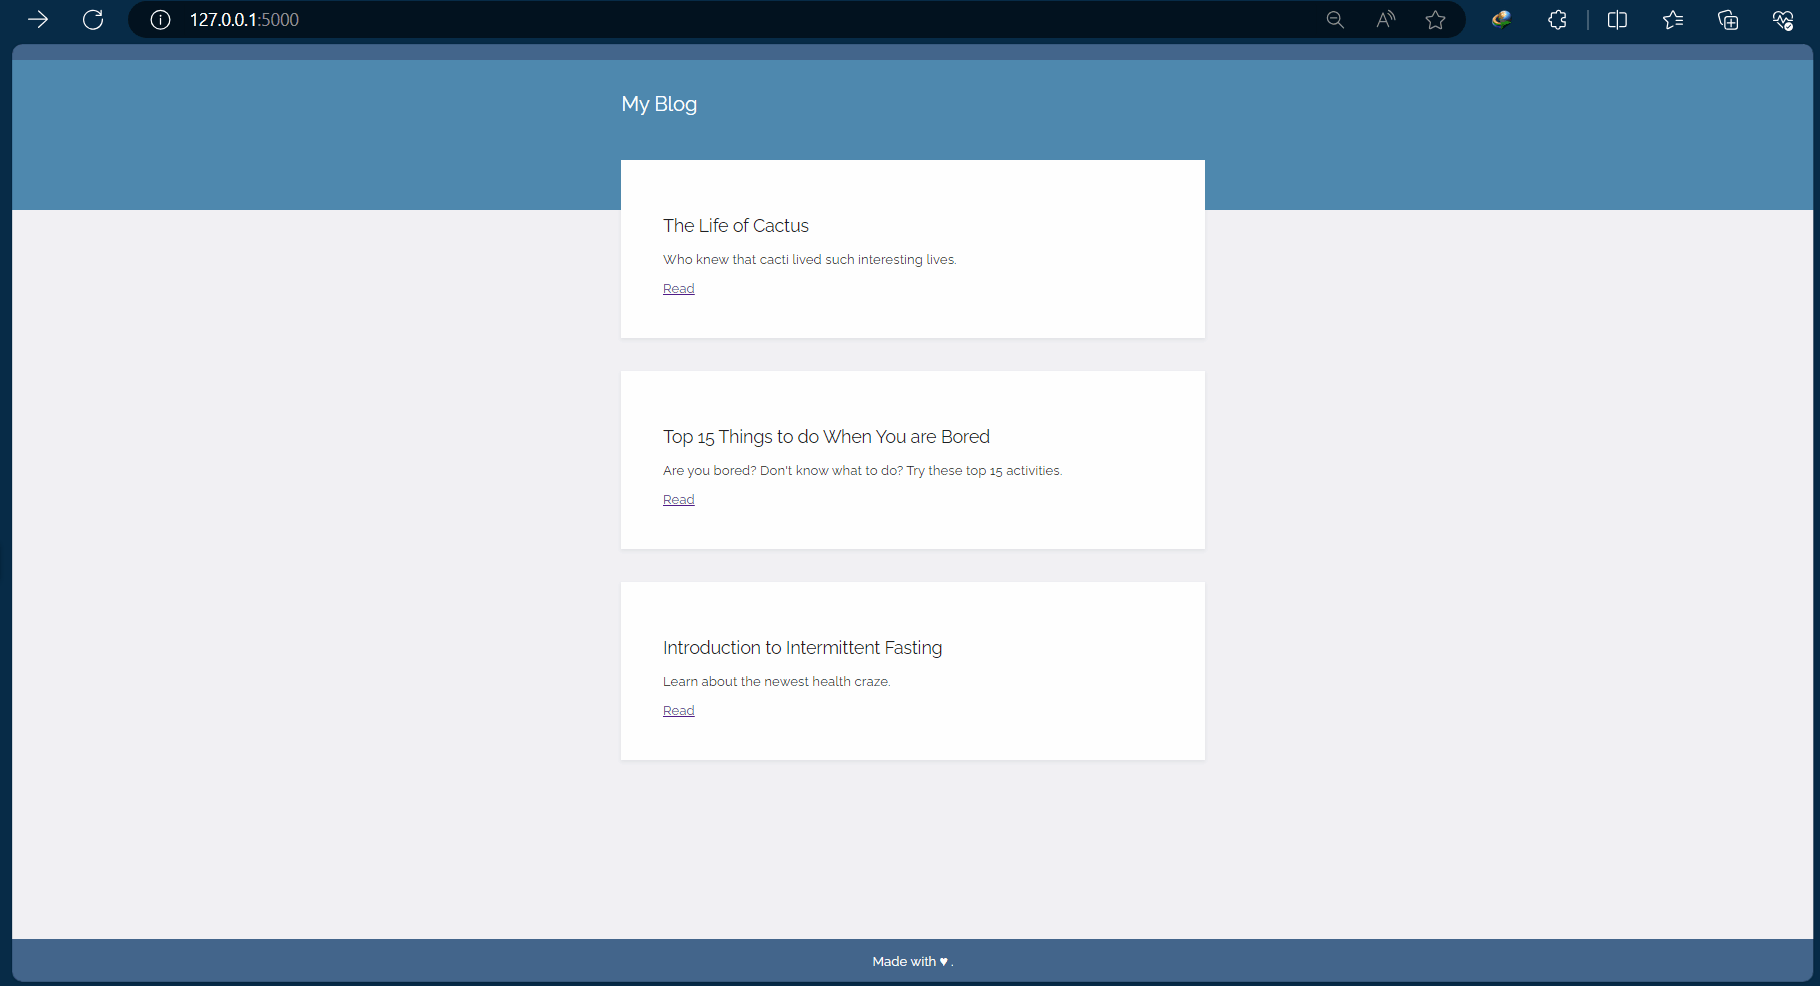 127.0.0.1:5000
My Blog
The Life of Cactus
Who knew that cacti lived such interesting lives.
Read
Top 15 Things to do When You are Bored
Are you bored? Don't know what to do? Try these top 15 activities.
Read
Introduction to Intermittent Fasting
Learn about the newest health craze.
Read
Made with ♥ .